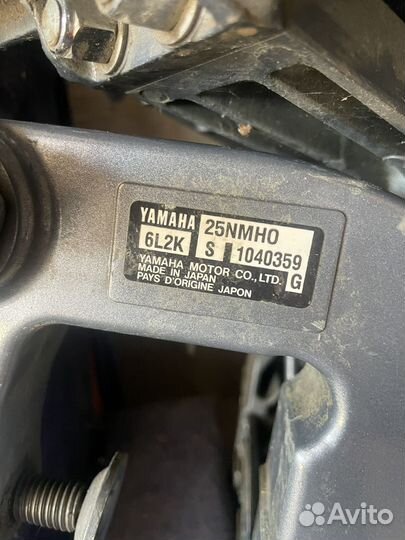 YAMAHA 25NMHO
6L2K S 1040359
YAMAHA MOTOR CO., LTD.
MADE IN JAPAN
PAYS D'ORIGINE JAPON G
Avito